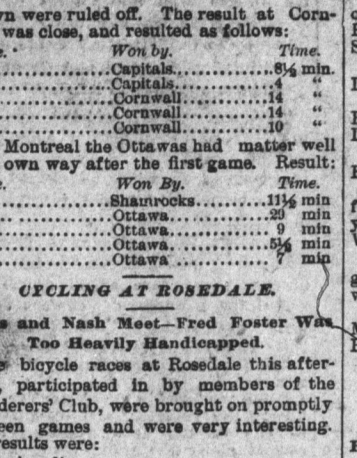 wn were ruled off. The result at Corn-
was close, and resulted as follows:
e. Won by. Time.
Capitals 8½ min.
Capitals 4 "
Cornwall 14 "
Cornwall 14 "
Cornwall 10 "
Montreal the Ottawas had matter well
own way after the first game. Result:
e. Won By. Time.
Shamrocks 11½ min
Ottawa 29 min
Ottawa 9 min
Ottawa 5½ min
Ottawa 7 min
CYCLING AT ROSEDALE.
s and Nash Meet—Fred Foster Was
Too Heavily Handicapped.
e bicycle races at Rosedale this after-
, participated in by members of the
derers' Club, were brought on promptly
een games and were very interesting.
esults were: